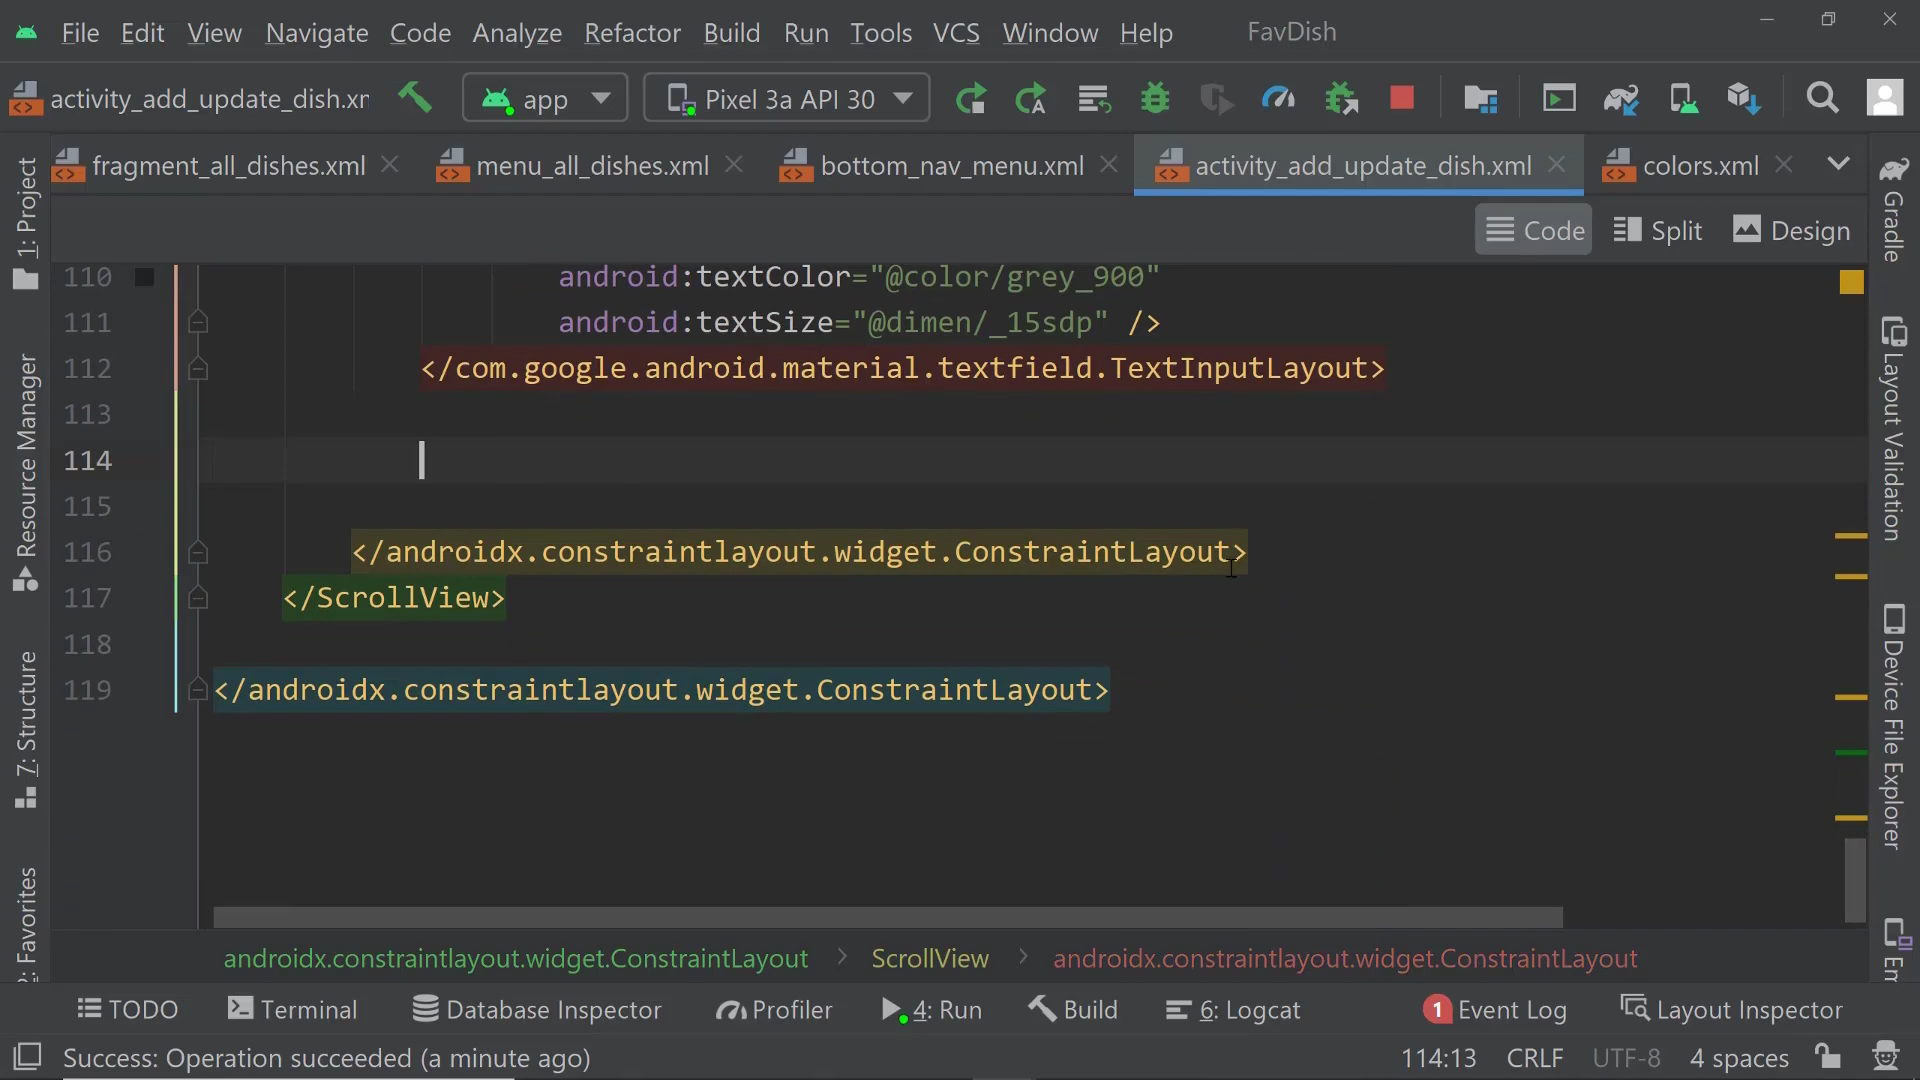 File Edit View Navigate Code Analyze Refactor Build Run Tools VCS Window Help FavDish
activity_add_update_dish.xm app Pixel 3a API 30
fragment_all_dishes.xml menu_all_dishes.xml bottom_nav_menu.xml activity_add_update_dish.xml colors.xml
Code Split Design
1: Project
Resource Manager
7: Structure
2: Favorites
110 android:textColor="@color/grey_900"
111 android:textSize="@dimen/_15sdp" />
112 </com.google.android.material.textfield.TextInputLayout>
113
114
115
116 </androidx.constraintlayout.widget.ConstraintLayout>
117 </ScrollView>
118
119 </androidx.constraintlayout.widget.ConstraintLayout>
Gradle
Layout Validation
Device File Explorer
Em
androidx.constraintlayout.widget.ConstraintLayout > ScrollView > androidx.constraintlayout.widget.ConstraintLayout
TODO Terminal Database Inspector Profiler 4: Run Build 6: Logcat 1 Event Log Layout Inspector
Success: Operation succeeded (a minute ago) 114:13 CRLF UTF-8 4 spaces